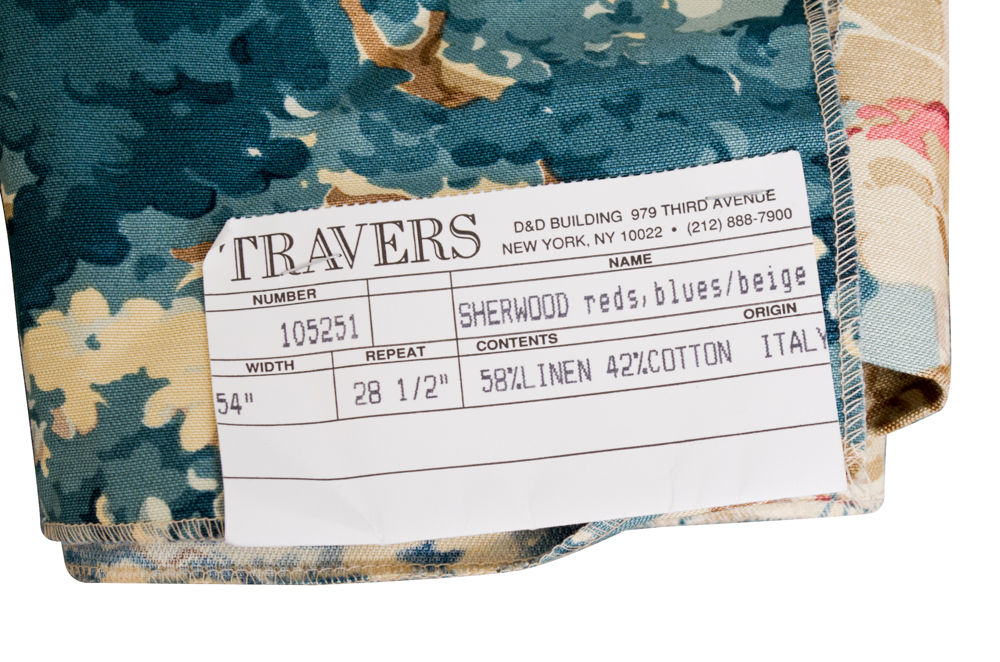 TRAVERS
D&D BUILDING 979 THIRD AVENUE
NEW YORK, NY 10022 • (212) 888-7900
NUMBER
NAME
105251
SHERWOOD reds,blues/beige
WIDTH
REPEAT
CONTENTS
ORIGIN
54"
28 1/2"
58%LINEN 42%COTTON ITALY